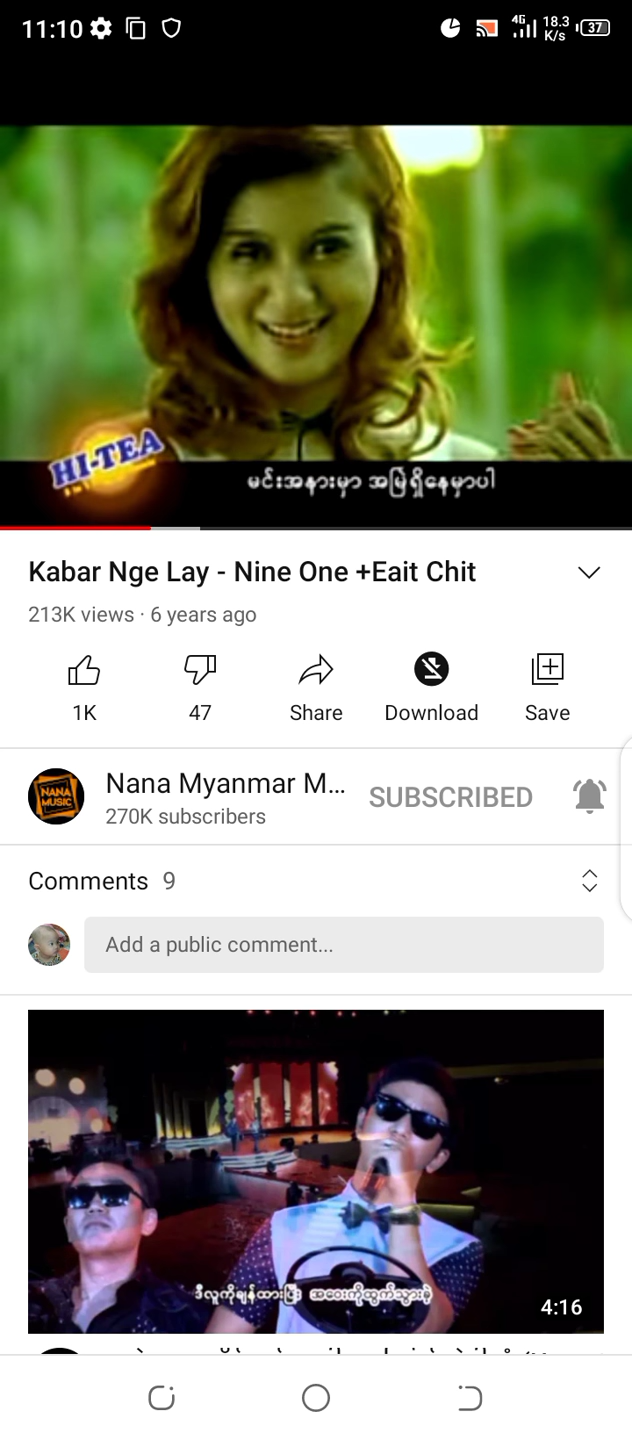 11:10
4G
18.3
K/s
37
HI-TEA
မင်းအနားမှာ အမြဲရှိနေမှာပါ
Kabar Nge Lay - Nine One +Eait Chit
213K views · 6 years ago
1K
47
Share
Download
Save
NANA
MUSIC
Nana Myanmar M...
SUBSCRIBED
270K subscribers
Comments 9
Add a public comment...
ဒီလူကိုချန်ထားပြီး အဝေးကိုထွက်သွားခဲ့
4:16